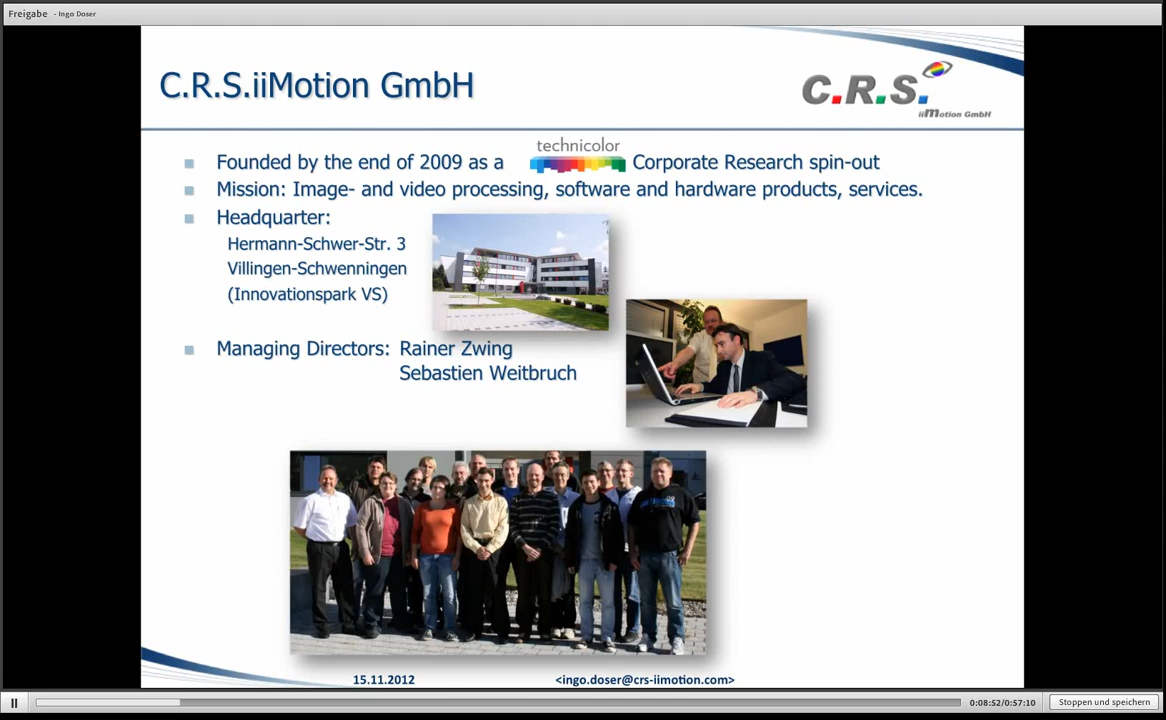 Freigabe - Ingo Doser
C.R.S.iiMotion GmbH
C.R.S.
iiMotion GmbH
technicolor
Founded by the end of 2009 as a Corporate Research spin-out
Mission: Image- and video processing, software and hardware products, services.
Headquarter:
Hermann-Schwer-Str. 3
Villingen-Schwenningen
(Innovationspark VS)
Managing Directors: Rainer Zwing
Sebastien Weitbruch
15.11.2012 <ingo.doser@crs-iimotion.com>
0:08:52/0:57:10 Stoppen und speichern